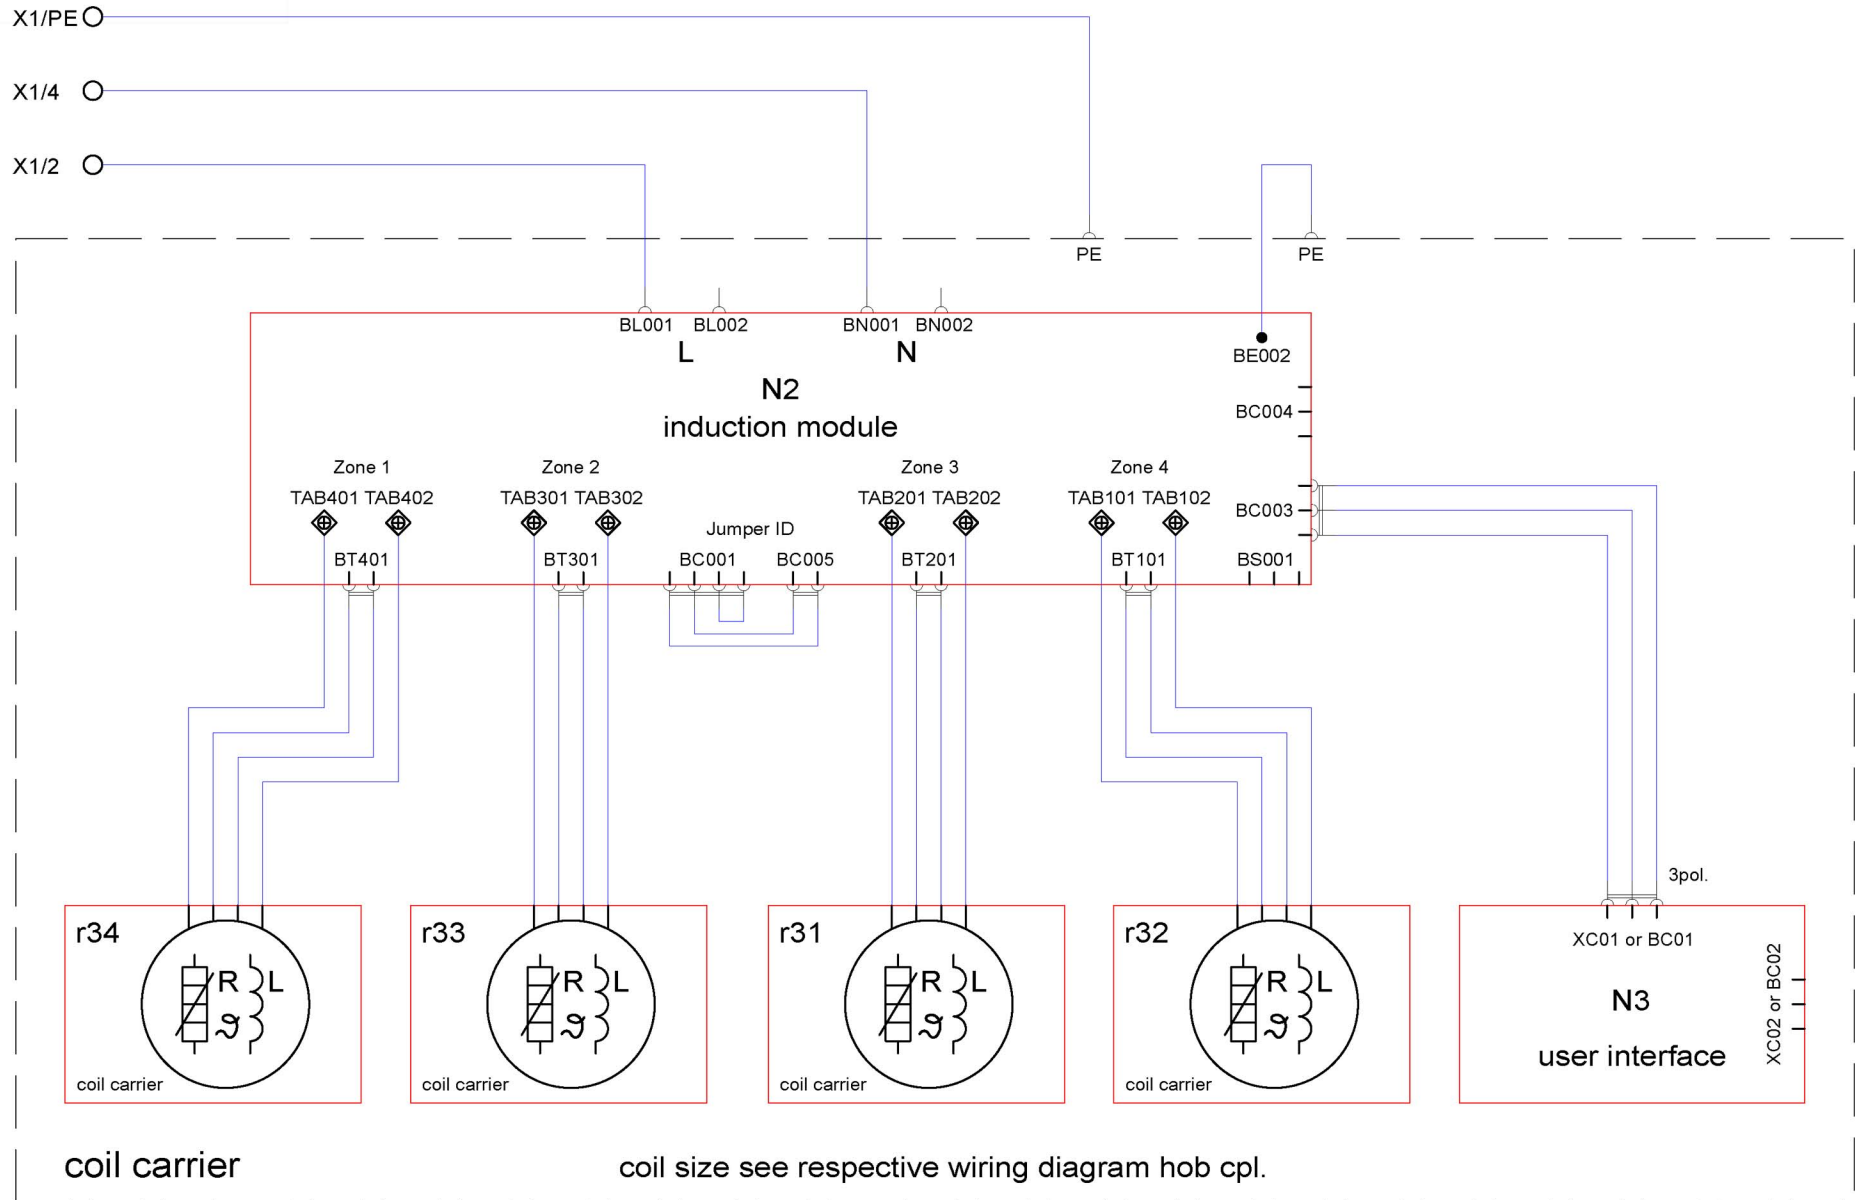 X1/PE
X1/4
X1/2
PE PE
BL001 BL002 BN001 BN002
L N
BE002
N2
induction module
BC004
Zone 1 Zone 2 Zone 3 Zone 4
TAB401 TAB402 TAB301 TAB302 TAB201 TAB202 TAB101 TAB102
BC003
Jumper ID
BT401 BT301 BC001 BC005 BT201 BT101 BS001
3pol.
r34 r33 r31 r32
XC01 or BC01
R L R L R L R L
XC02 or BC02
N3
ϑ ϑ ϑ ϑ
user interface
coil carrier coil carrier coil carrier coil carrier
coil carrier
coil size see respective wiring diagram hob cpl.